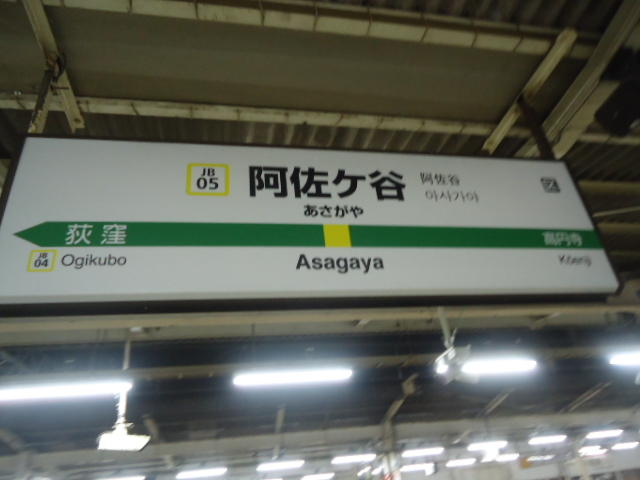 JB
05
阿佐ケ谷
阿佐谷
아사가야
あさがや
荻窪
高円寺
JB
04
Ogikubo
Asagaya
Koenji